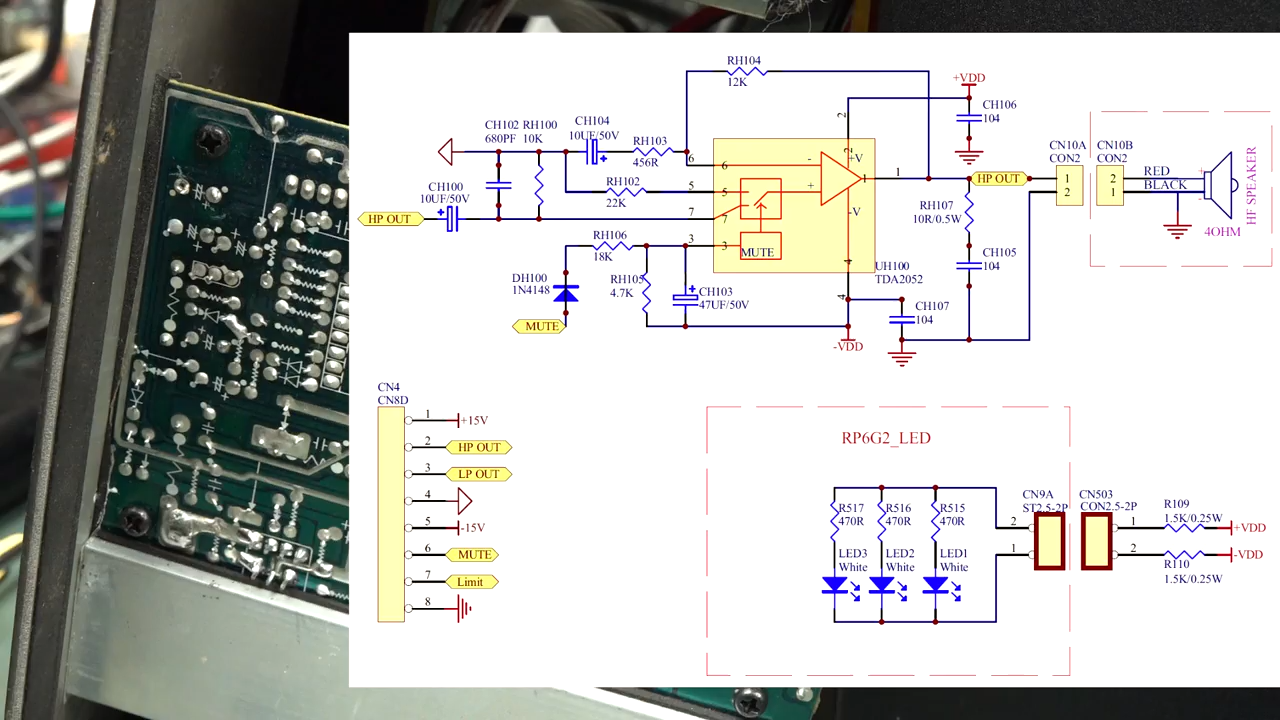 RH104
12K
+VDD
CH106
104
CH102 RH100
680PF 10K
CH104
10UF/50V
RH103
456R
2
2
+V
6
6
-
CN10A
CON2
CN10B
CON2
RED
BLACK
HF SPEAKER
4OHM
+
-
1
2
2
1
CH100
10UF/50V
HP OUT
RH102
22K
5
5
7
7
+
1
1
HP OUT
RH107
10R/0.5W
-V
RH106
18K
3
3
MUTE
DH100
1N4148
RH105
4.7K
CH103
47UF/50V
4
4
UH100
TDA2052
CH105
104
CH107
104
MUTE
-VDD
CN4
CN8D
1
+15V
2
HP OUT
3
LP OUT
4
5
-15V
6
MUTE
7
Limit
8
RP6G2_LED
R517
470R
R516
470R
R515
470R
LED3
White
LED2
White
LED1
White
CN9A
ST2.5-2P
2
1
CN503
CON2.5-2P
1
2
R109
1.5K/0.25W
+VDD
-VDD
R110
1.5K/0.25W